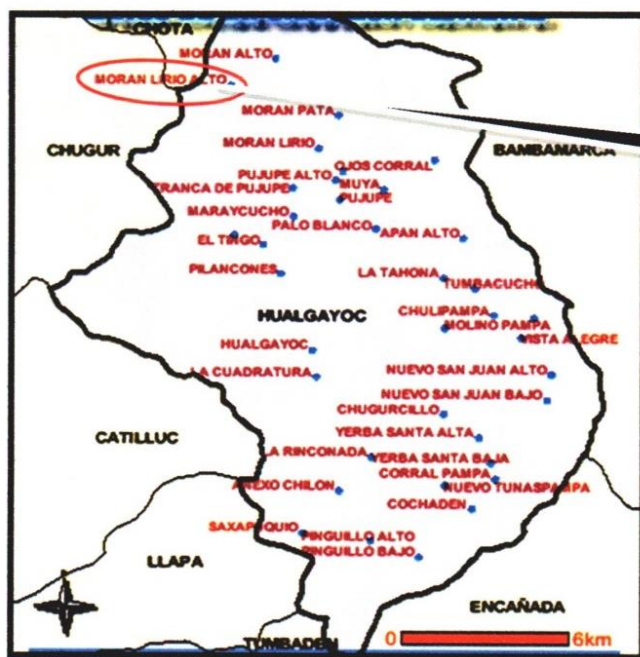 CHOTA
MORAN ALTO
MORAN LIRIO ALTO
MORAN PATA
CHUGUR
MORAN LIRIO
BAMBAMARCA
OJOS CORRAL
PUJUPE ALTO
TRANCA DE PUJUPE
MUYA
PUJUPE
MARAYCUCHO
PALO BLANCO
APAN ALTO
EL TINGO
PILANCONES
LA TAHONA
TUMBACUCHO
HUALGAYOC
CHULIPAMPA
MOLINO PAMPA
VISTA ALEGRE
HUALGAYOC
LA CUADRATURA
NUEVO SAN JUAN ALTO
NUEVO SAN JUAN BAJO
CHUGURCILLO
CATILLUC
YERBA SANTA ALTA
LA RINCONADA
YERBA SANTA BAJA
CORRAL PAMPA
ANEXO CHILON
NUEVO TUNASPAMPA
COCHADEN
SAXAPUQUIO
PINGUILLO ALTO
PINGUILLO BAJO
LLAPA
ENCAÑADA
TUMBADEN
0 6km